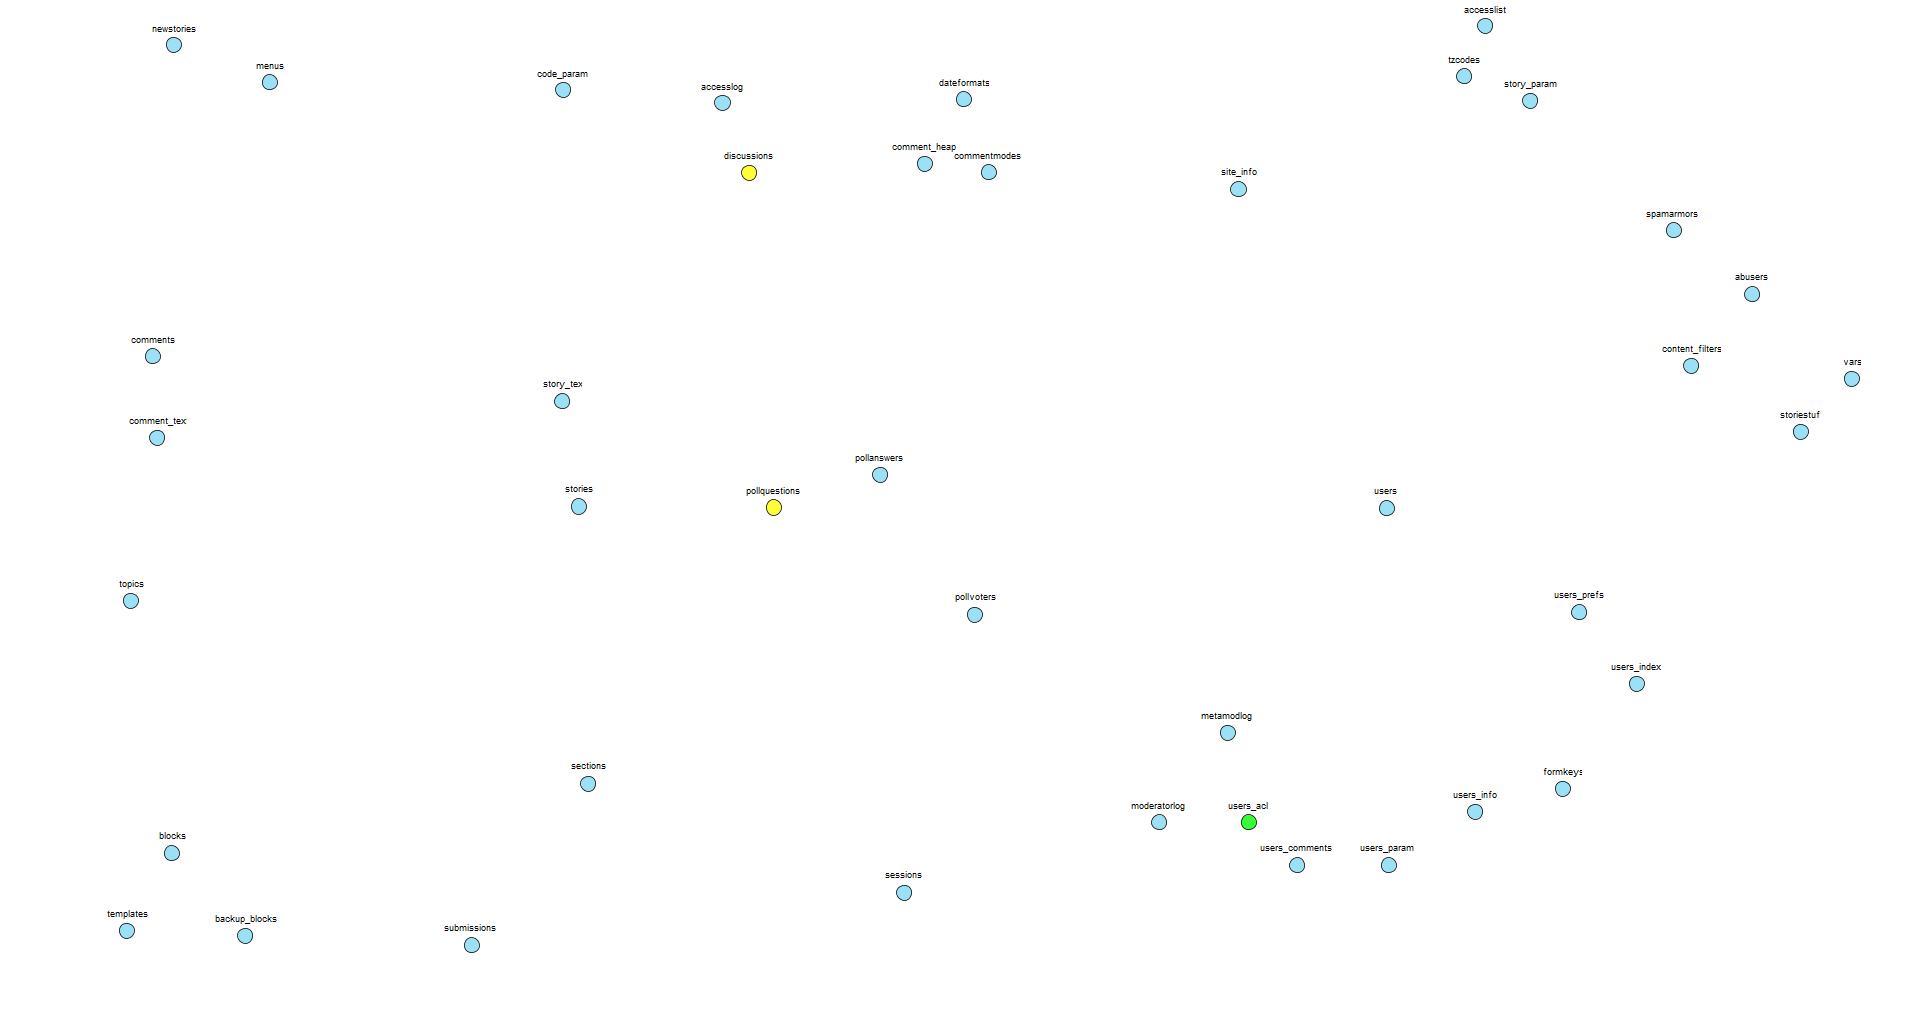 accesslist
newstories
tzcodes
menus
code_param
dateformats
story_param
accesslog
comment_heap
discussions
commentmodes
site_info
spamarmors
abusers
comments
content_filters
vars
story_tex
storiestuf
comment_tex
pollanswers
stories
pollquestions
users
topics
users_prefs
pollvoters
users_index
metamodlog
sections
formkeys
users_info
moderatorlog
users_acl
blocks
users_comments
users_param
sessions
templates
backup_blocks
submissions